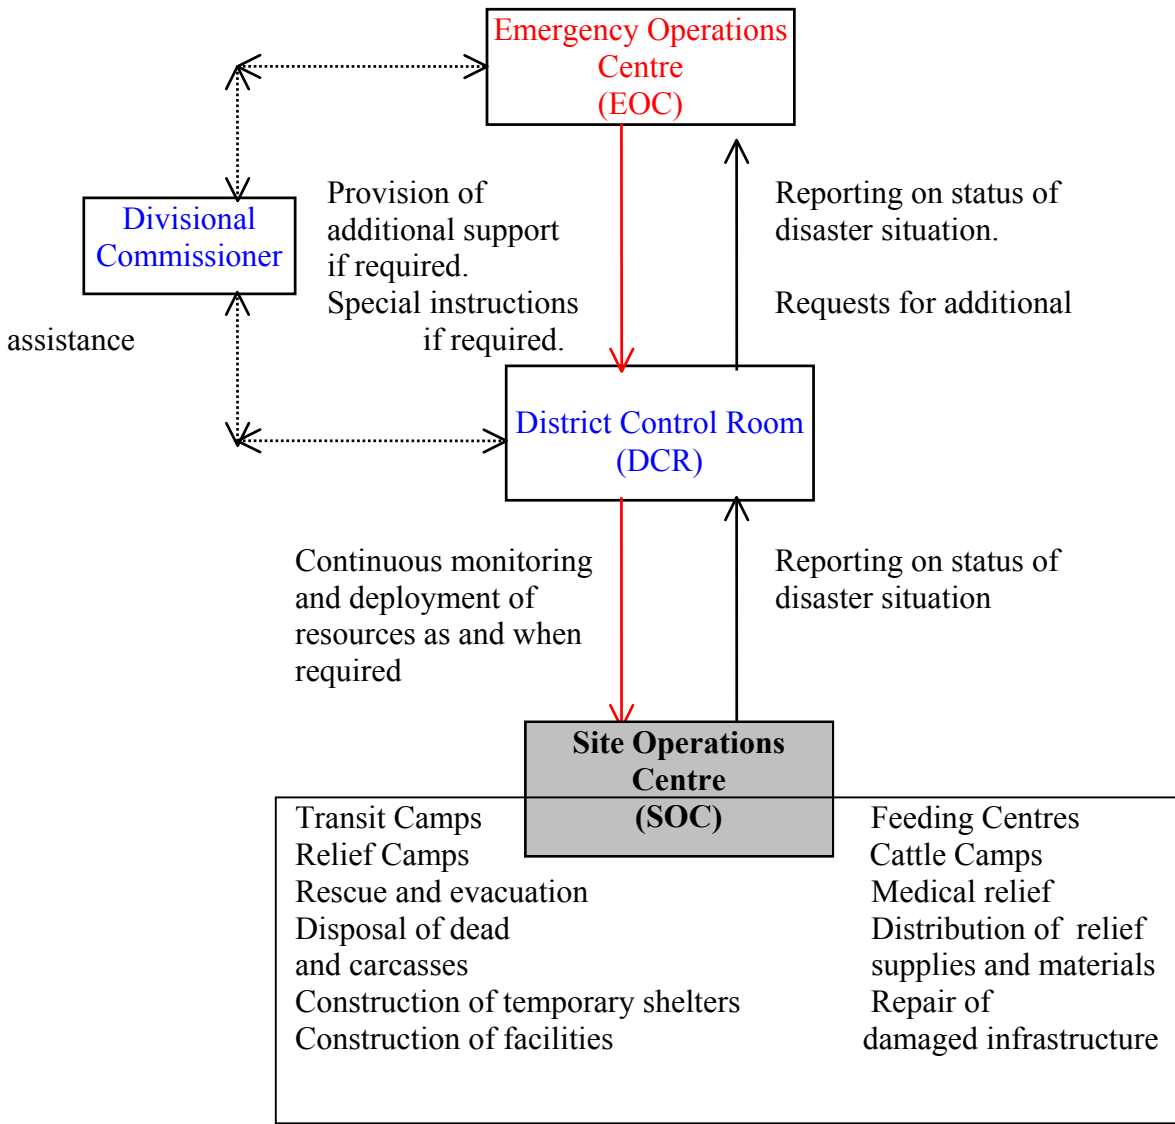 Emergency Operations
Centre
(EOC)
Divisional
Commissioner
Provision of
additional support
if required.
Special instructions
if required.
Reporting on status of
disaster situation.
Requests for additional
assistance
District Control Room
(DCR)
Continuous monitoring
and deployment of
resources as and when
required
Reporting on status of
disaster situation
Site Operations
Centre
(SOC)
Transit Camps
Relief Camps
Rescue and evacuation
Disposal of dead
and carcasses
Construction of temporary shelters
Construction of facilities
Feeding Centres
Cattle Camps
Medical relief
Distribution of relief
supplies and materials
Repair of
damaged infrastructure